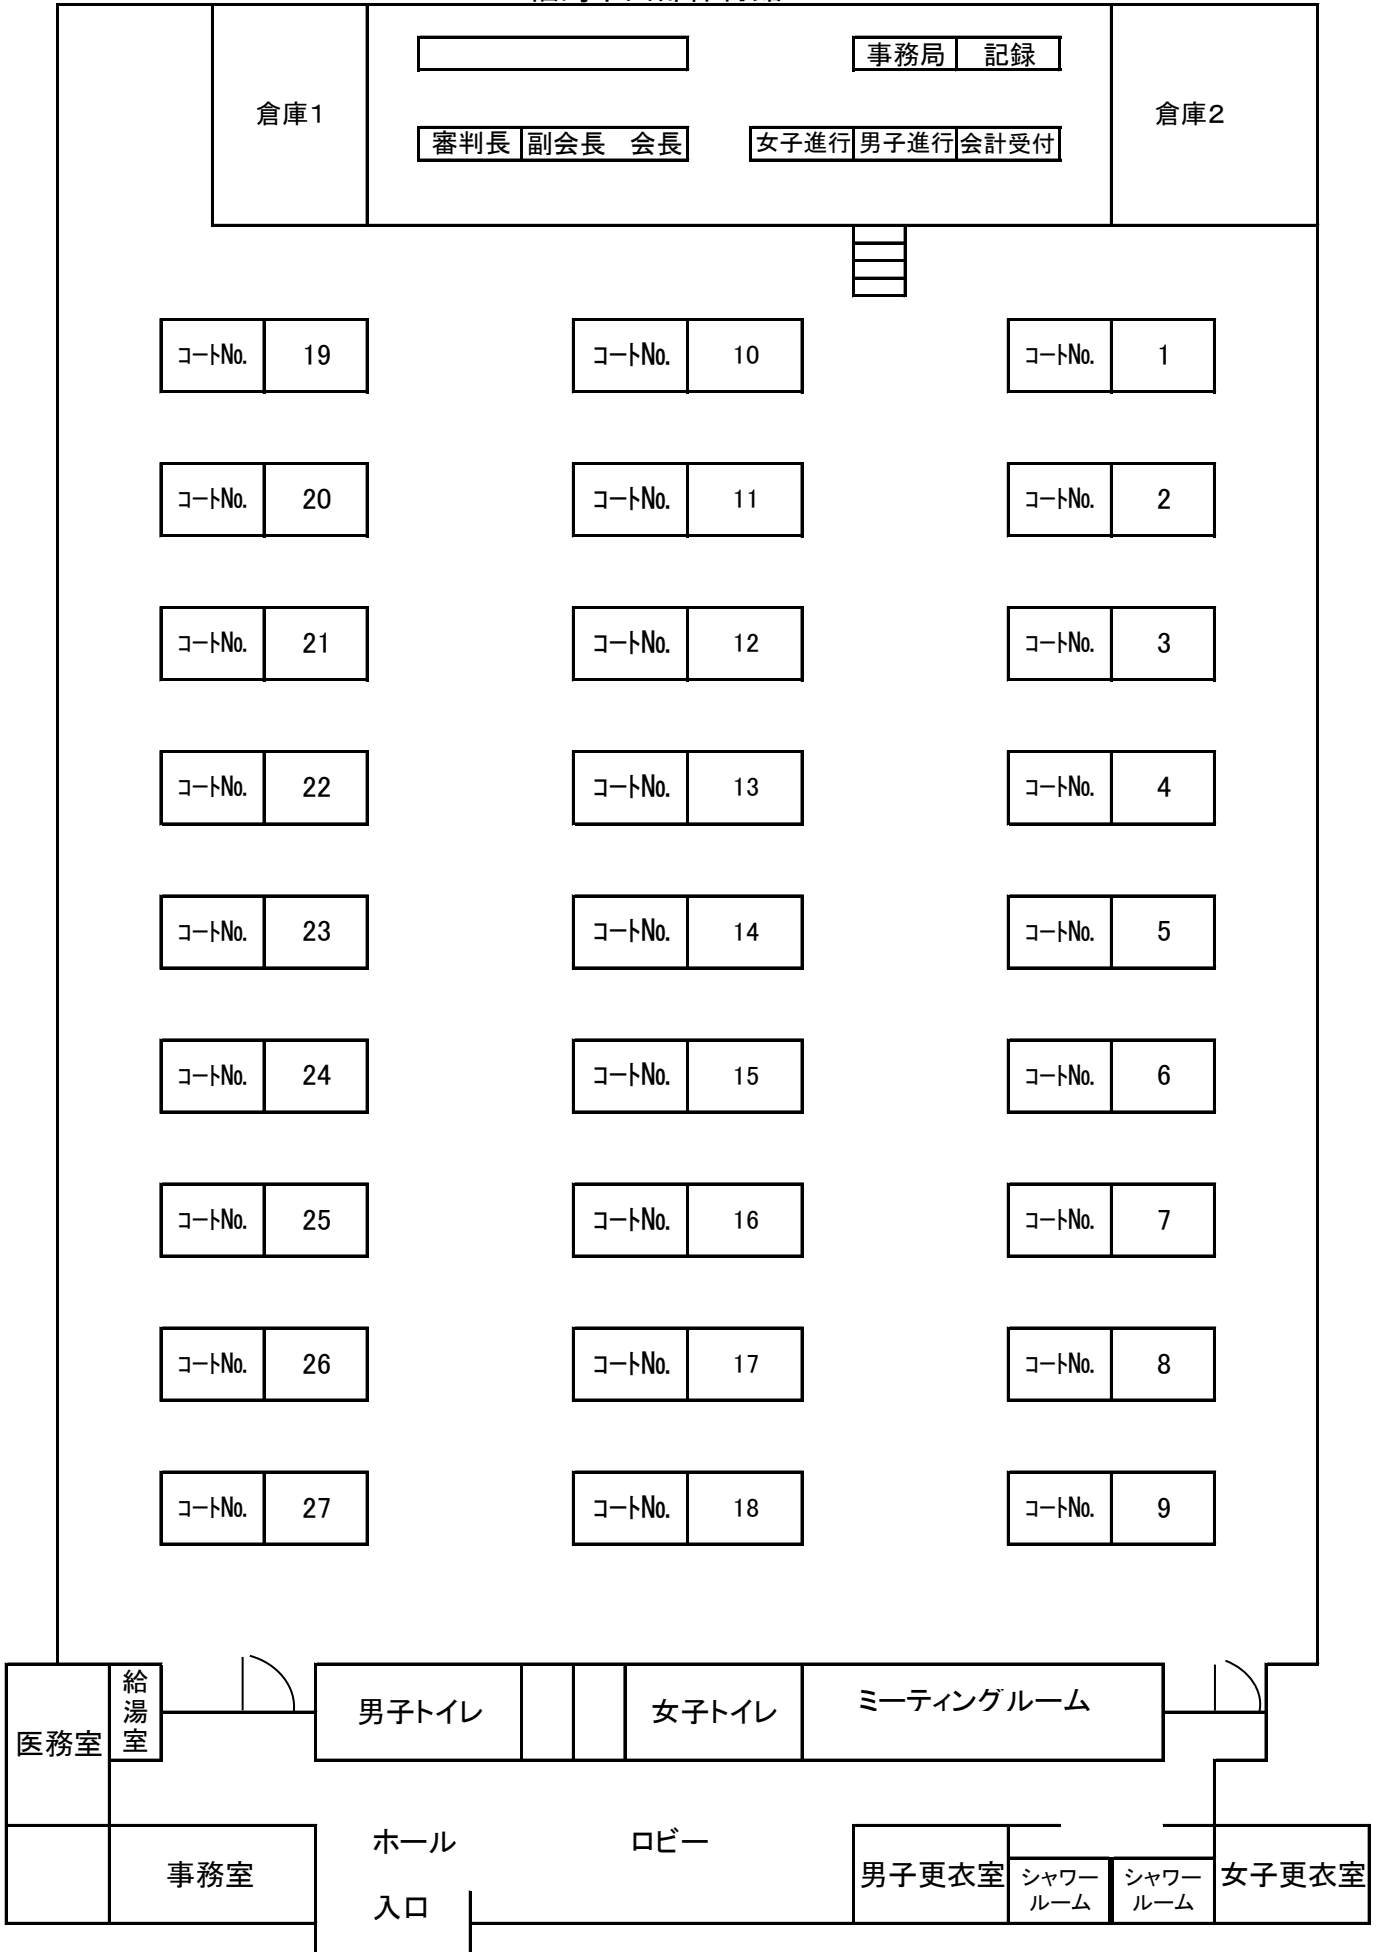 事務局 記録
倉庫1
倉庫2
審判長 副会長 会長 女子進行 男子進行 会計受付
コートNo. 19 コートNo. 10 コートNo. 1
コートNo. 20 コートNo. 11 コートNo. 2
コートNo. 21 コートNo. 12 コートNo. 3
コートNo. 22 コートNo. 13 コートNo. 4
コートNo. 23 コートNo. 14 コートNo. 5
コートNo. 24 コートNo. 15 コートNo. 6
コートNo. 25 コートNo. 16 コートNo. 7
コートNo. 26 コートNo. 17 コートNo. 8
コートNo. 27 コートNo. 18 コートNo. 9
医務室
給湯室
男子トイレ
女子トイレ
ミーティングルーム
ホール
ロビー
事務室
入口
男子更衣室
シャワー
ルーム
シャワー
ルーム
女子更衣室